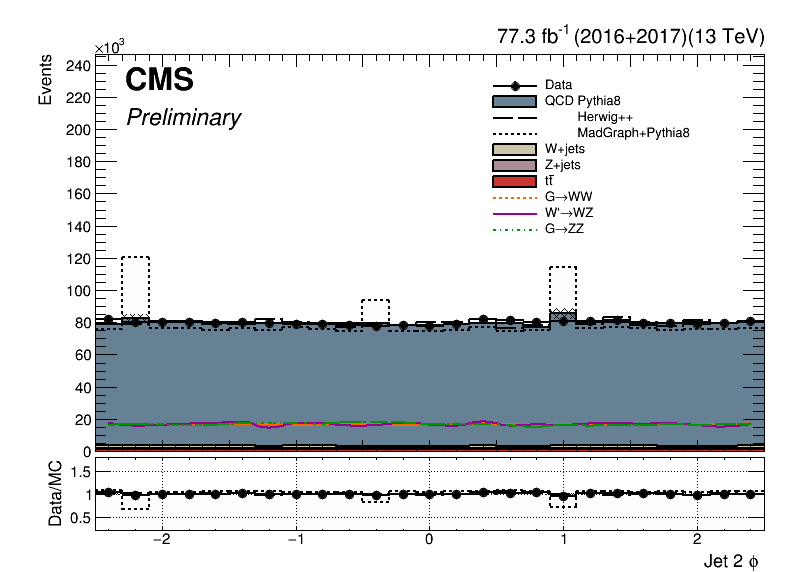 77.3 fb⁻¹ (2016+2017)(13 TeV)
×10³
Events
CMS
Preliminary
Data
QCD Pythia8
Herwig++
MadGraph+Pythia8
W+jets
Z+jets
tt̄
G→WW
W'→WZ
G→ZZ
240
220
200
180
160
140
120
100
80
60
40
20
0
Data/MC
1.5
1
0.5
−2 −1 0 1 2
Jet 2 ϕ